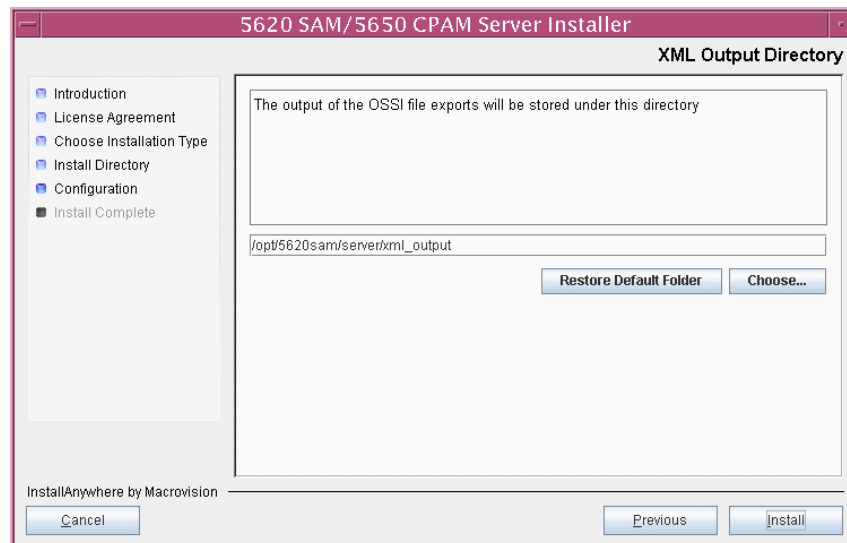 5620 SAM/5650 CPAM Server Installer
XML Output Directory
Introduction
License Agreement
Choose Installation Type
Install Directory
Configuration
Install Complete
The output of the OSSI file exports will be stored under this directory
/opt/5620sam/server/xml_output
Restore Default Folder
Choose...
InstallAnywhere by Macrovision
Cancel
Previous
Install